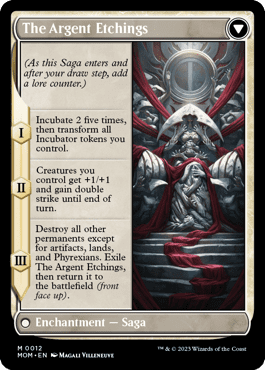 The Argent Etchings
(As this Saga enters and
after your draw step, add
a lore counter.)
I
Incubate 2 five times,
then transform all
Incubator tokens you
control.
II
Creatures you
control get +1/+1
and gain double
strike until end of
turn.
III
Destroy all other
permanents except
for artifacts, lands,
and Phyrexians. Exile
The Argent Etchings,
then return it to
the battlefield (front
face up).
Enchantment — Saga
M 0012
MOM • EN MAGALI VILLENEUVE
™ & © 2023 Wizards of the Coast